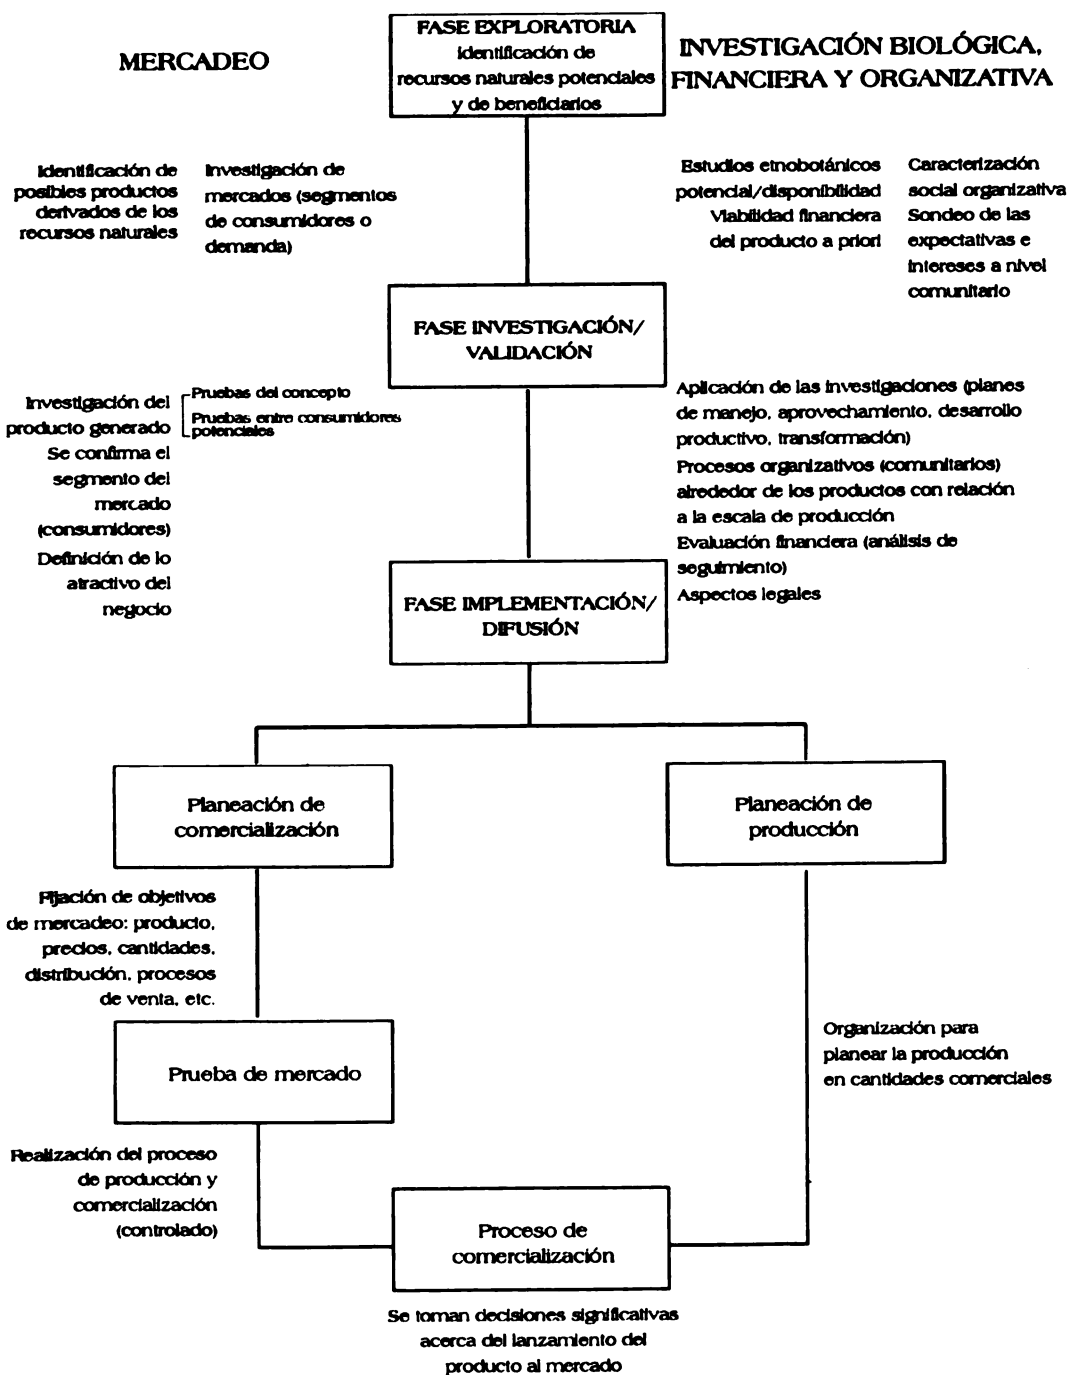 MERCADEO
FASE EXPLORATORIA
identificación de
recursos naturales potenciales
y de beneficiarios
INVESTIGACIÓN BIOLÓGICA,
FINANCIERA Y ORGANIZATIVA
Identificación de
posibles productos
derivados de los
recursos naturales
Investigación de
mercados (segmentos
de consumidores o
demanda)
Estudios etnobotánicos
potencial/disponibilidad
Viabilidad financiera
del producto a priori
Caracterización
social organizativa
Sondeo de las
expectativas e
intereses a nivel
comunitario
FASE INVESTIGACIÓN/
VALIDACIÓN
Investigación del
producto generado
Pruebas del concepto
Pruebas entre consumidores
potenciales
Se confirma el
segmento del
mercado
(consumidores)
Definición de lo
atractivo del
negocio
Aplicación de las investigaciones (planes
de manejo, aprovechamiento, desarrollo
productivo, transformación)
Procesos organizativos (comunitarios)
alrededor de los productos con relación
a la escala de producción
Evaluación financiera (análisis de
seguimiento)
Aspectos legales
FASE IMPLEMENTACIÓN/
DIFUSIÓN
Planeación de
comercialización
Planeación de
producción
Fijación de objetivos
de mercadeo: producto,
precios, cantidades,
distribución, procesos
de venta, etc.
Prueba de mercado
Organización para
planear la producción
en cantidades comerciales
Realización del proceso
de producción y
comercialización
(controlado)
Proceso de
comercialización
Se toman decisiones significativas
acerca del lanzamiento del
producto al mercado